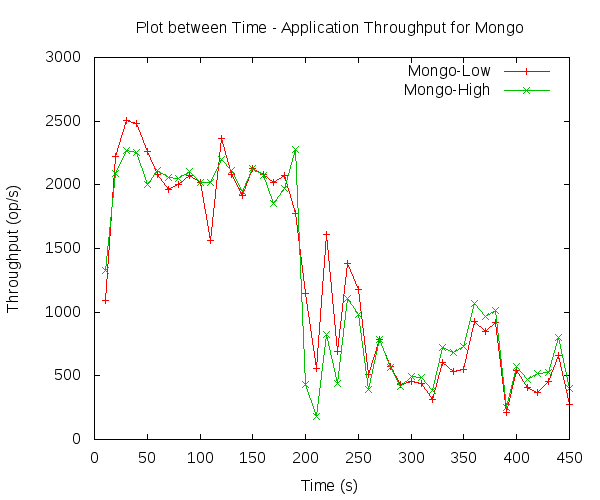 Plot between Time - Application Throughput for Mongo
3000
Mongo-Low
Mongo-High
2500
2000
Throughput (op/s)
1500
1000
500
0
0 50 100 150 200 250 300 350 400 450
Time (s)